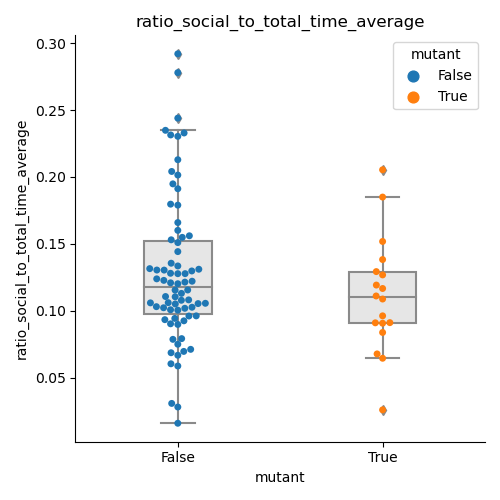 ratio_social_to_total_time_average
mutant
False
True
ratio_social_to_total_time_average
0.30
0.25
0.20
0.15
0.10
0.05
False
True
mutant